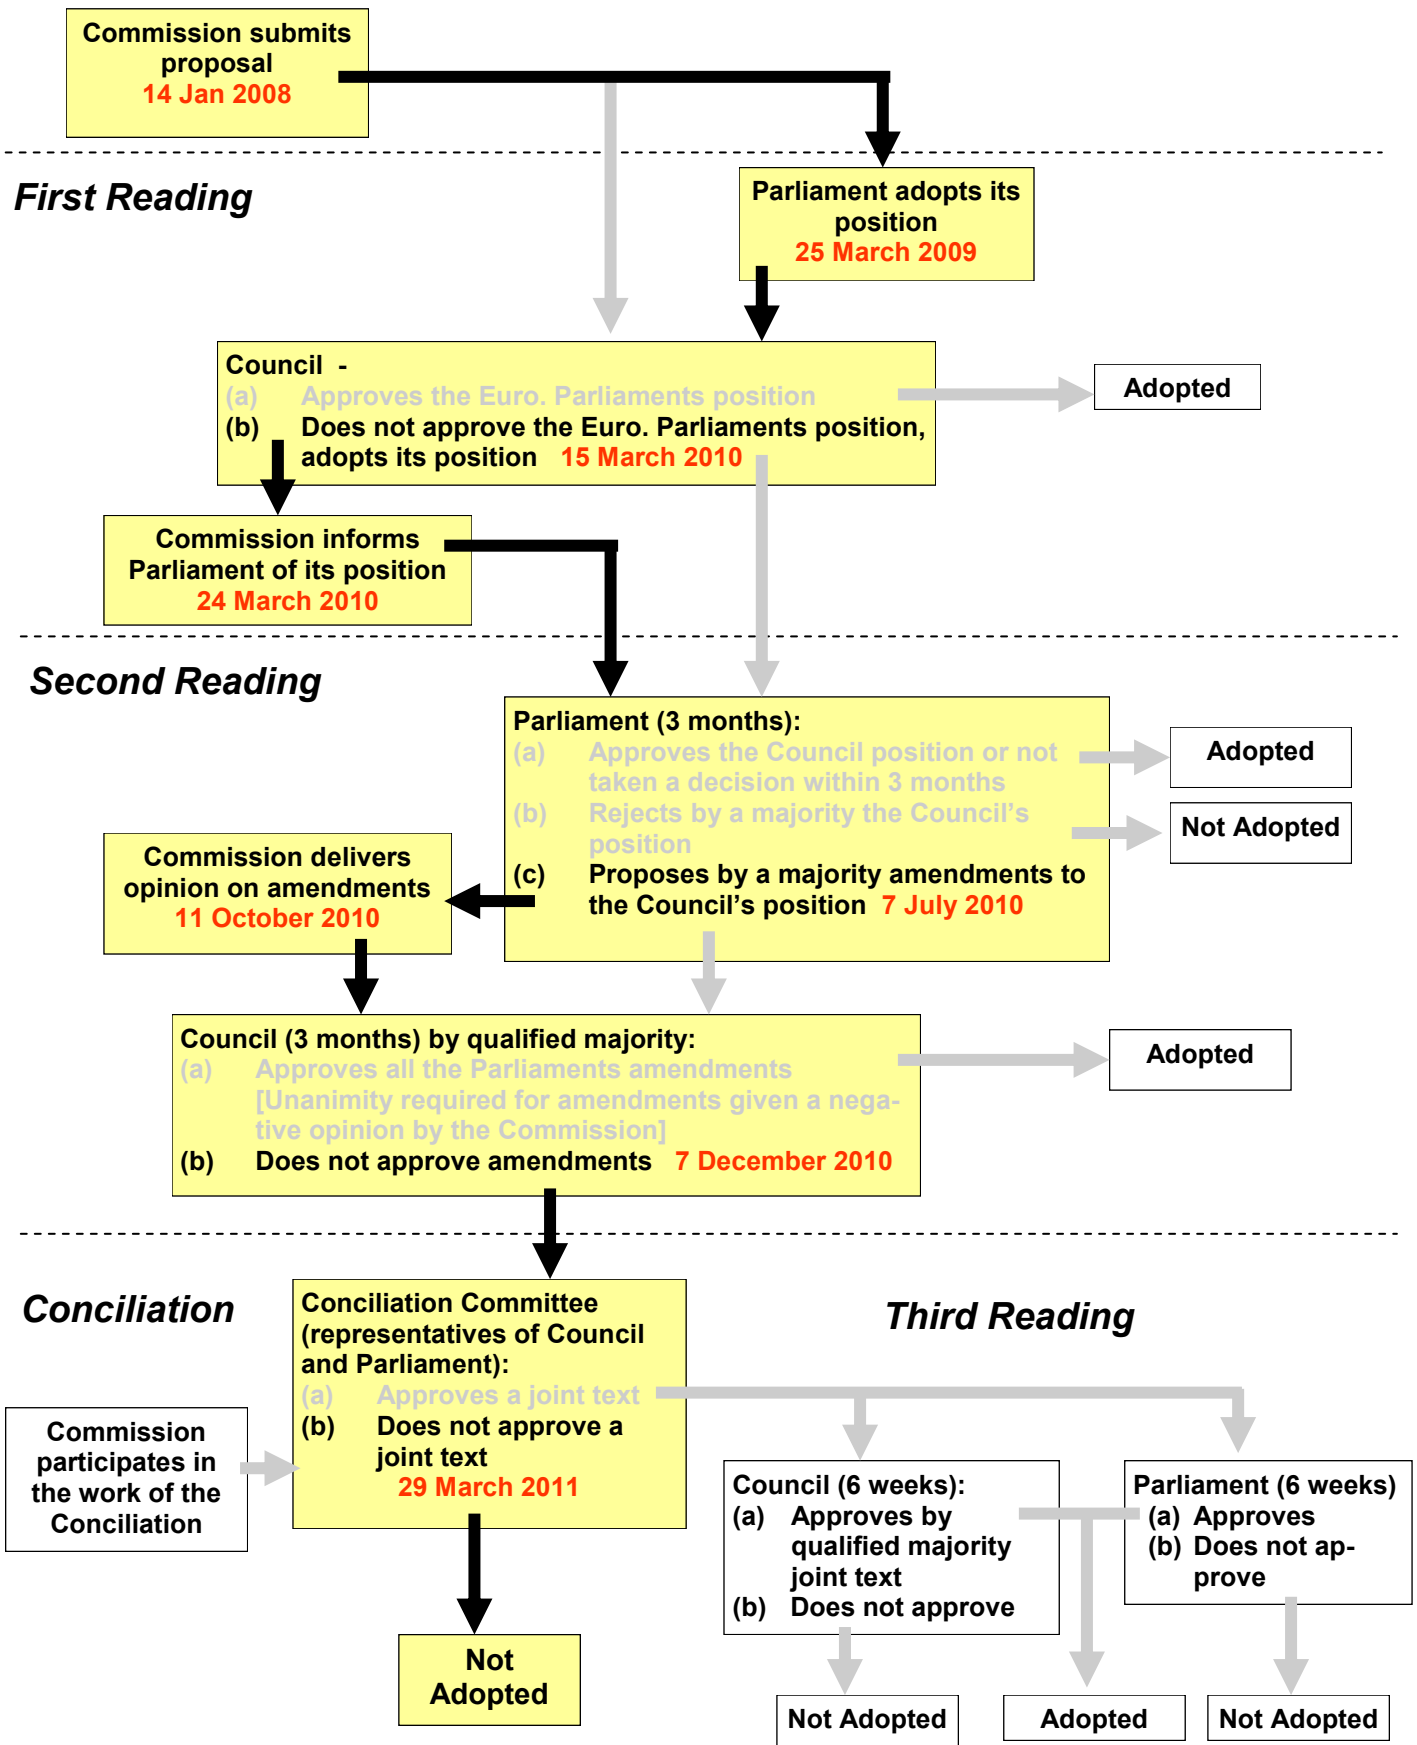 Commission submits
proposal
14 Jan 2008
First Reading
Parliament adopts its
position
25 March 2009
Council -
(a) Approves the Euro. Parliaments position
(b) Does not approve the Euro. Parliaments position,
adopts its position 15 March 2010
Adopted
Commission informs
Parliament of its position
24 March 2010
Second Reading
Parliament (3 months):
(a) Approves the Council position or not
taken a decision within 3 months
(b) Rejects by a majority the Council's
position
(c) Proposes by a majority amendments to
the Council's position 7 July 2010
Adopted
Not Adopted
Commission delivers
opinion on amendments
11 October 2010
Council (3 months) by qualified majority:
(a) Approves all the Parliaments amendments
[Unanimity required for amendments given a nega-
tive opinion by the Commission]
(b) Does not approve amendments 7 December 2010
Adopted
Conciliation
Conciliation Committee
(representatives of Council
and Parliament):
(a) Approves a joint text
(b) Does not approve a
joint text
29 March 2011
Third Reading
Commission
participates in
the work of the
Conciliation
Council (6 weeks):
(a) Approves by
qualified majority
joint text
(b) Does not approve
Parliament (6 weeks)
(a) Approves
(b) Does not ap-
prove
Not
Adopted
Not Adopted
Adopted
Not Adopted